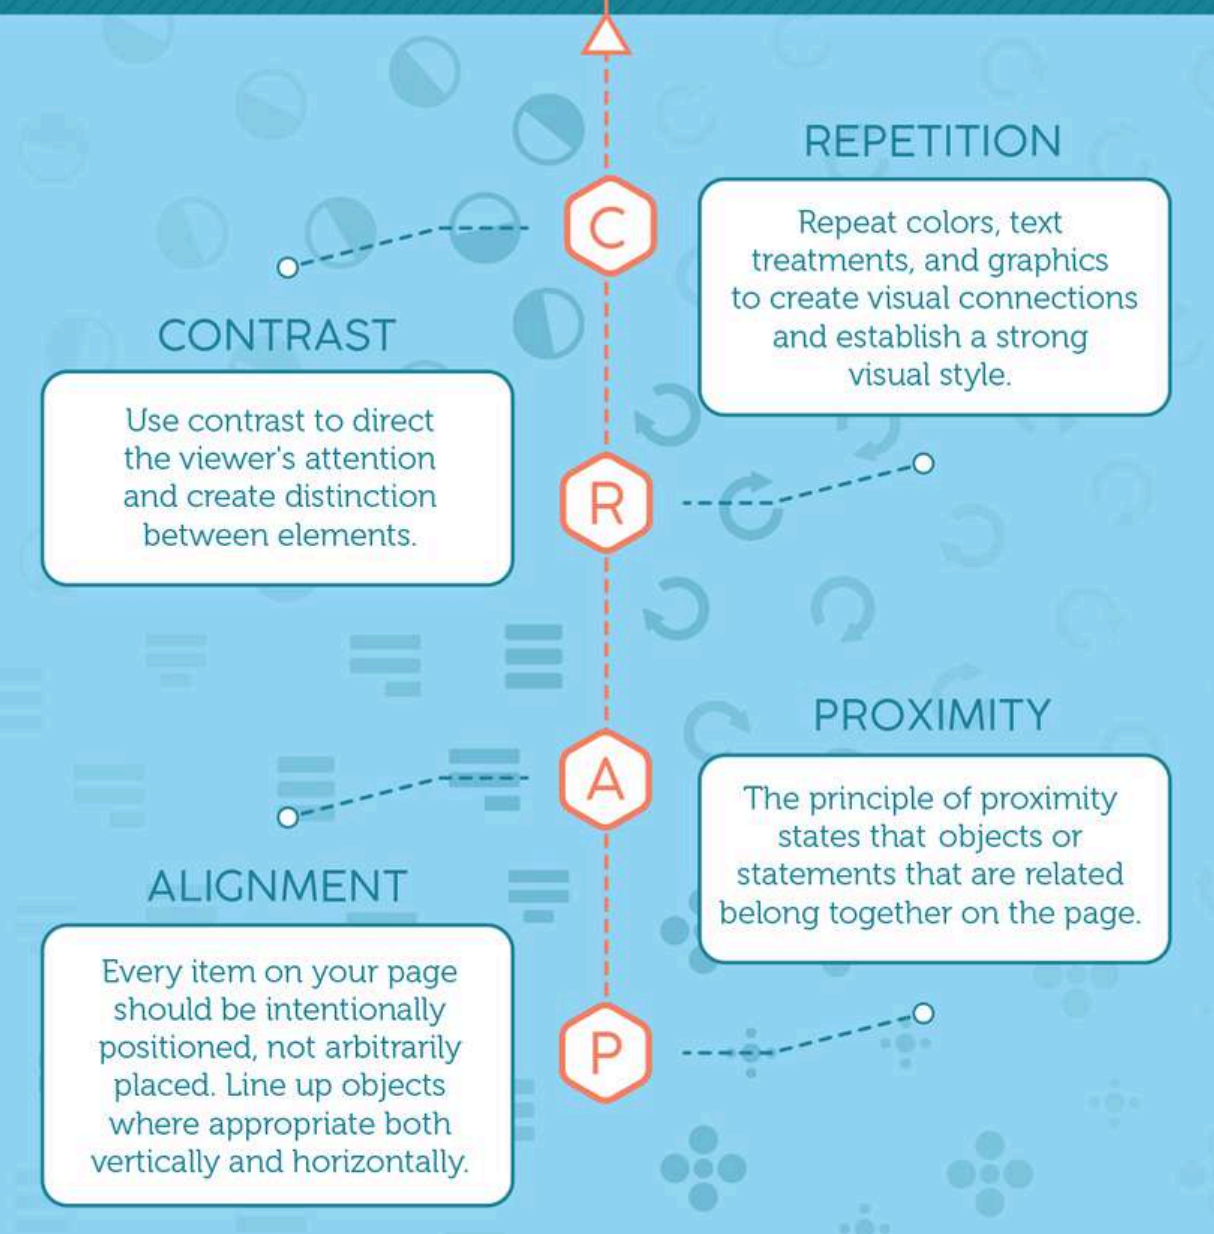 C
CONTRAST
Use contrast to direct
the viewer's attention
and create distinction
between elements.
REPETITION
Repeat colors, text
treatments, and graphics
to create visual connections
and establish a strong
visual style.
R
A
ALIGNMENT
Every item on your page
should be intentionally
positioned, not arbitrarily
placed. Line up objects
where appropriate both
vertically and horizontally.
PROXIMITY
The principle of proximity
states that objects or
statements that are related
belong together on the page.
P